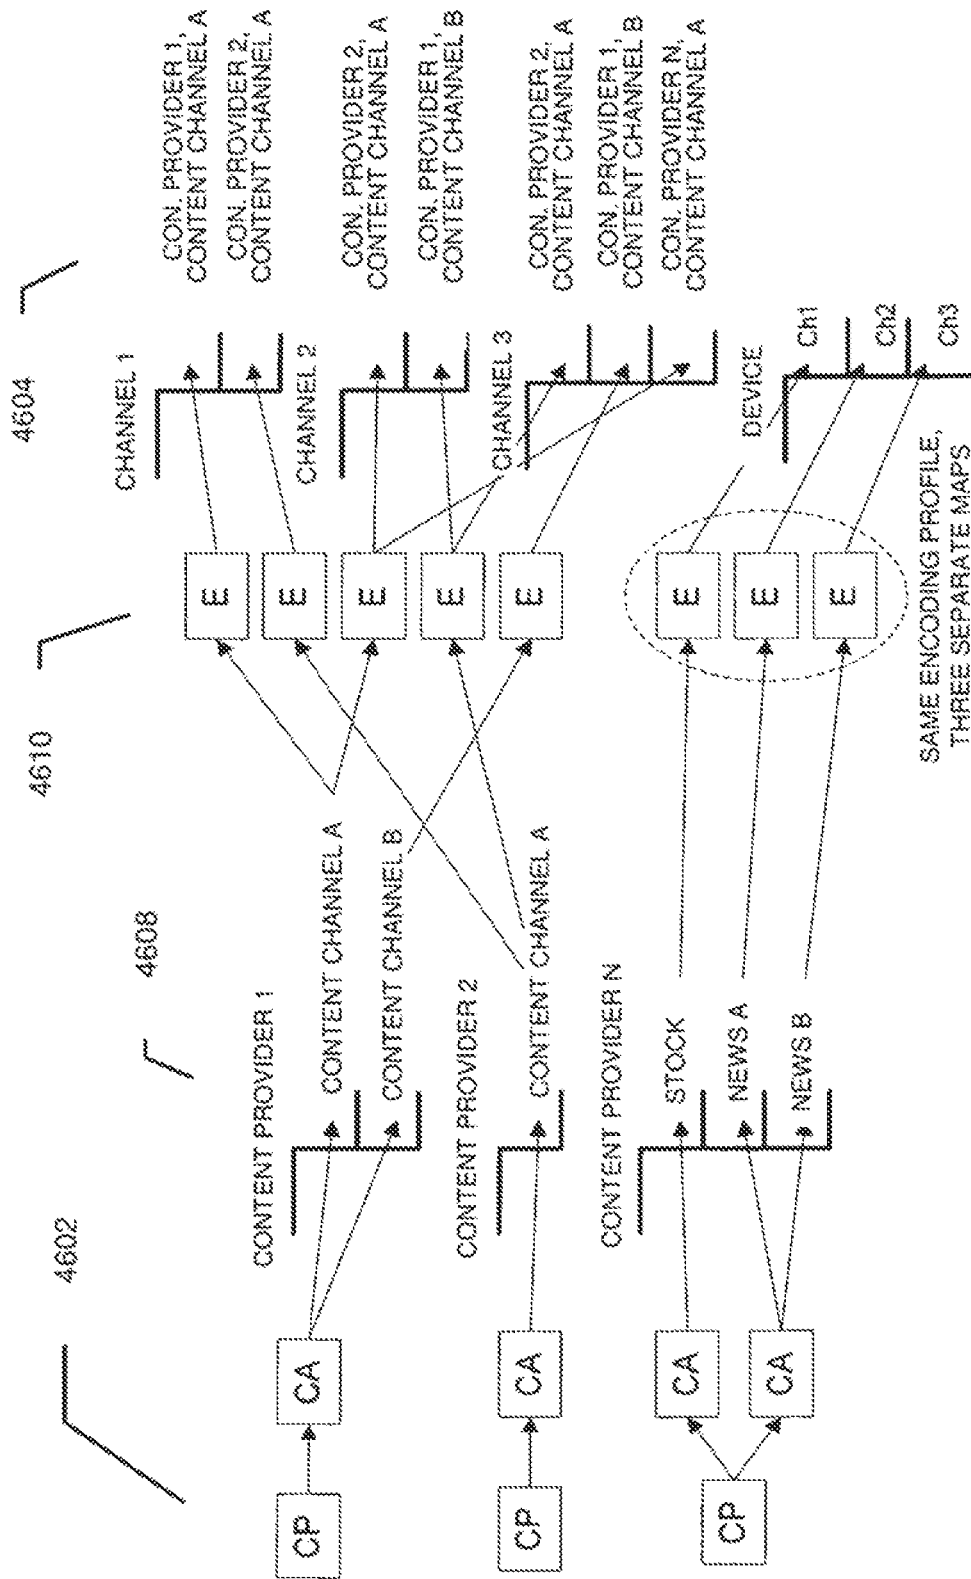 4602
4608
4610
4604
CP
CA
CONTENT PROVIDER 1
CONTENT CHANNEL A
CONTENT CHANNEL B
CP
CA
CONTENT PROVIDER 2
CONTENT CHANNEL A
CP
CA
CA
CONTENT PROVIDER N
STOCK
NEWS A
NEWS B
E
E
E
E
E
E
E
E
SAME ENCODING PROFILE,
THREE SEPARATE MAPS
CHANNEL 1
CON. PROVIDER 1,
CONTENT CHANNEL A
CON. PROVIDER 2,
CONTENT CHANNEL A
CHANNEL 2
CON. PROVIDER 2,
CONTENT CHANNEL A
CON. PROVIDER 1,
CONTENT CHANNEL B
CHANNEL 3
CON. PROVIDER 2,
CONTENT CHANNEL A
CON. PROVIDER 1,
CONTENT CHANNEL B
CON. PROVIDER N,
CONTENT CHANNEL A
DEVICE
Ch1
Ch2
Ch3